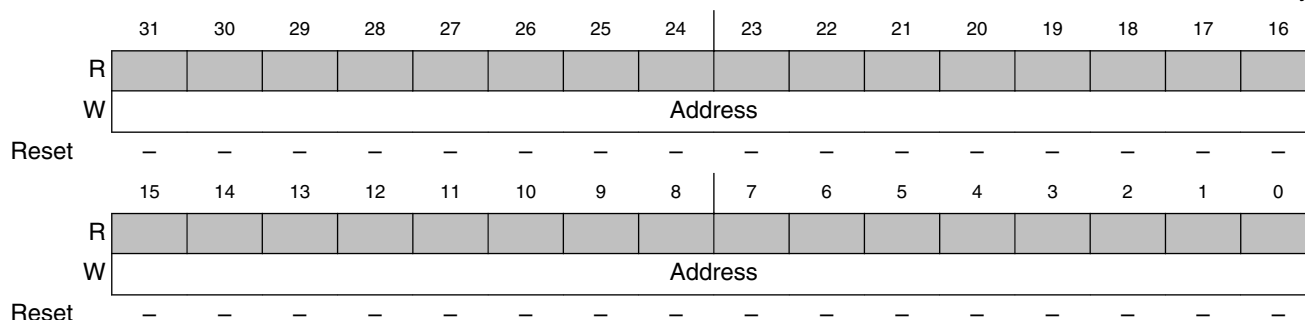 31 30 29 28 27 26 25 24 23 22 21 20 19 18 17 16
R
W Address
Reset – – – – – – – – – – – – – – – –
15 14 13 12 11 10 9 8 7 6 5 4 3 2 1 0
R
W Address
Reset – – – – – – – – – – – – – – – –